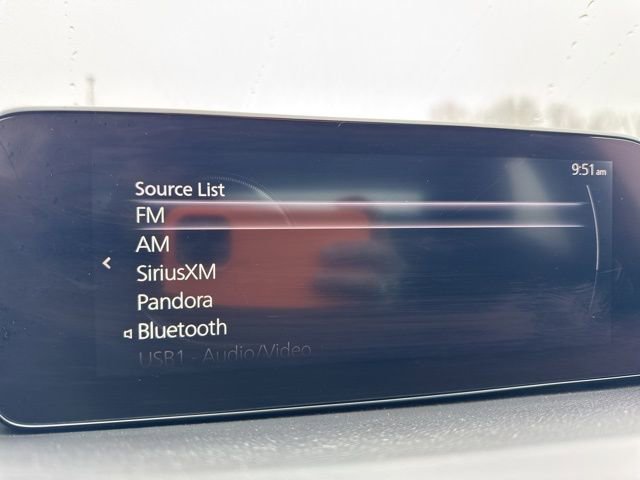 9:51 am
Source List
FM
AM
SiriusXM
Pandora
Bluetooth
USB1 - Audio/Video